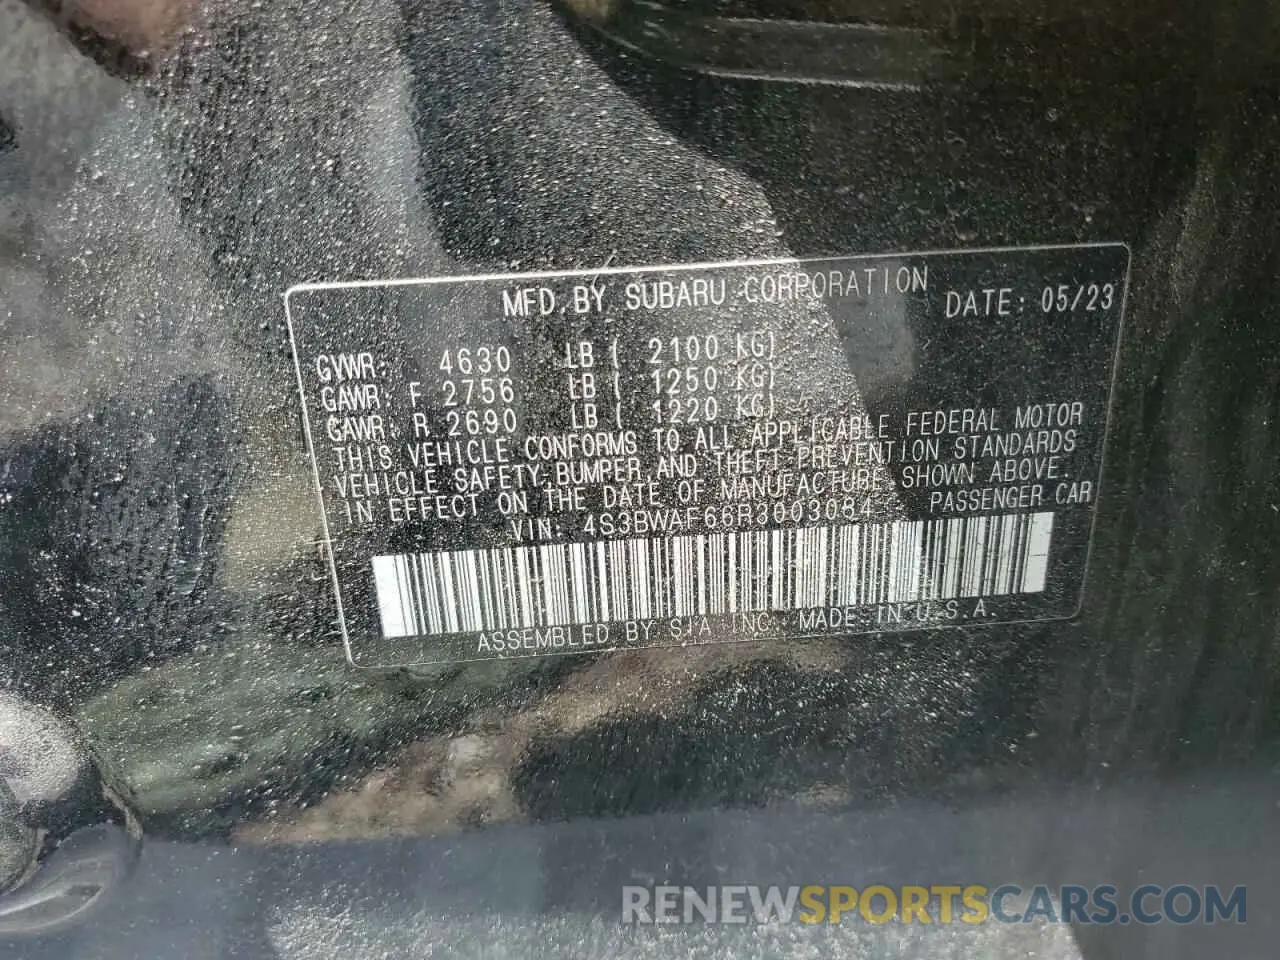 MFD. BY SUBARU CORPORATION DATE: 05/23
GVWR: 4630 LB ( 2100 KG)
GAWR: F 2756 LB ( 1250 KG)
GAWR: R 2690 LB ( 1220 KG)
THIS VEHICLE CONFORMS TO ALL APPLICABLE FEDERAL MOTOR
VEHICLE SAFETY, BUMPER, AND THEFT PREVENTION STANDARDS
IN EFFECT ON THE DATE OF MANUFACTURE SHOWN ABOVE.
VIN: 4S3BWAF66R3003084 PASSENGER CAR
ASSEMBLED BY SIA INC. MADE IN U.S.A.
RENEWSPORTSCARS.COM